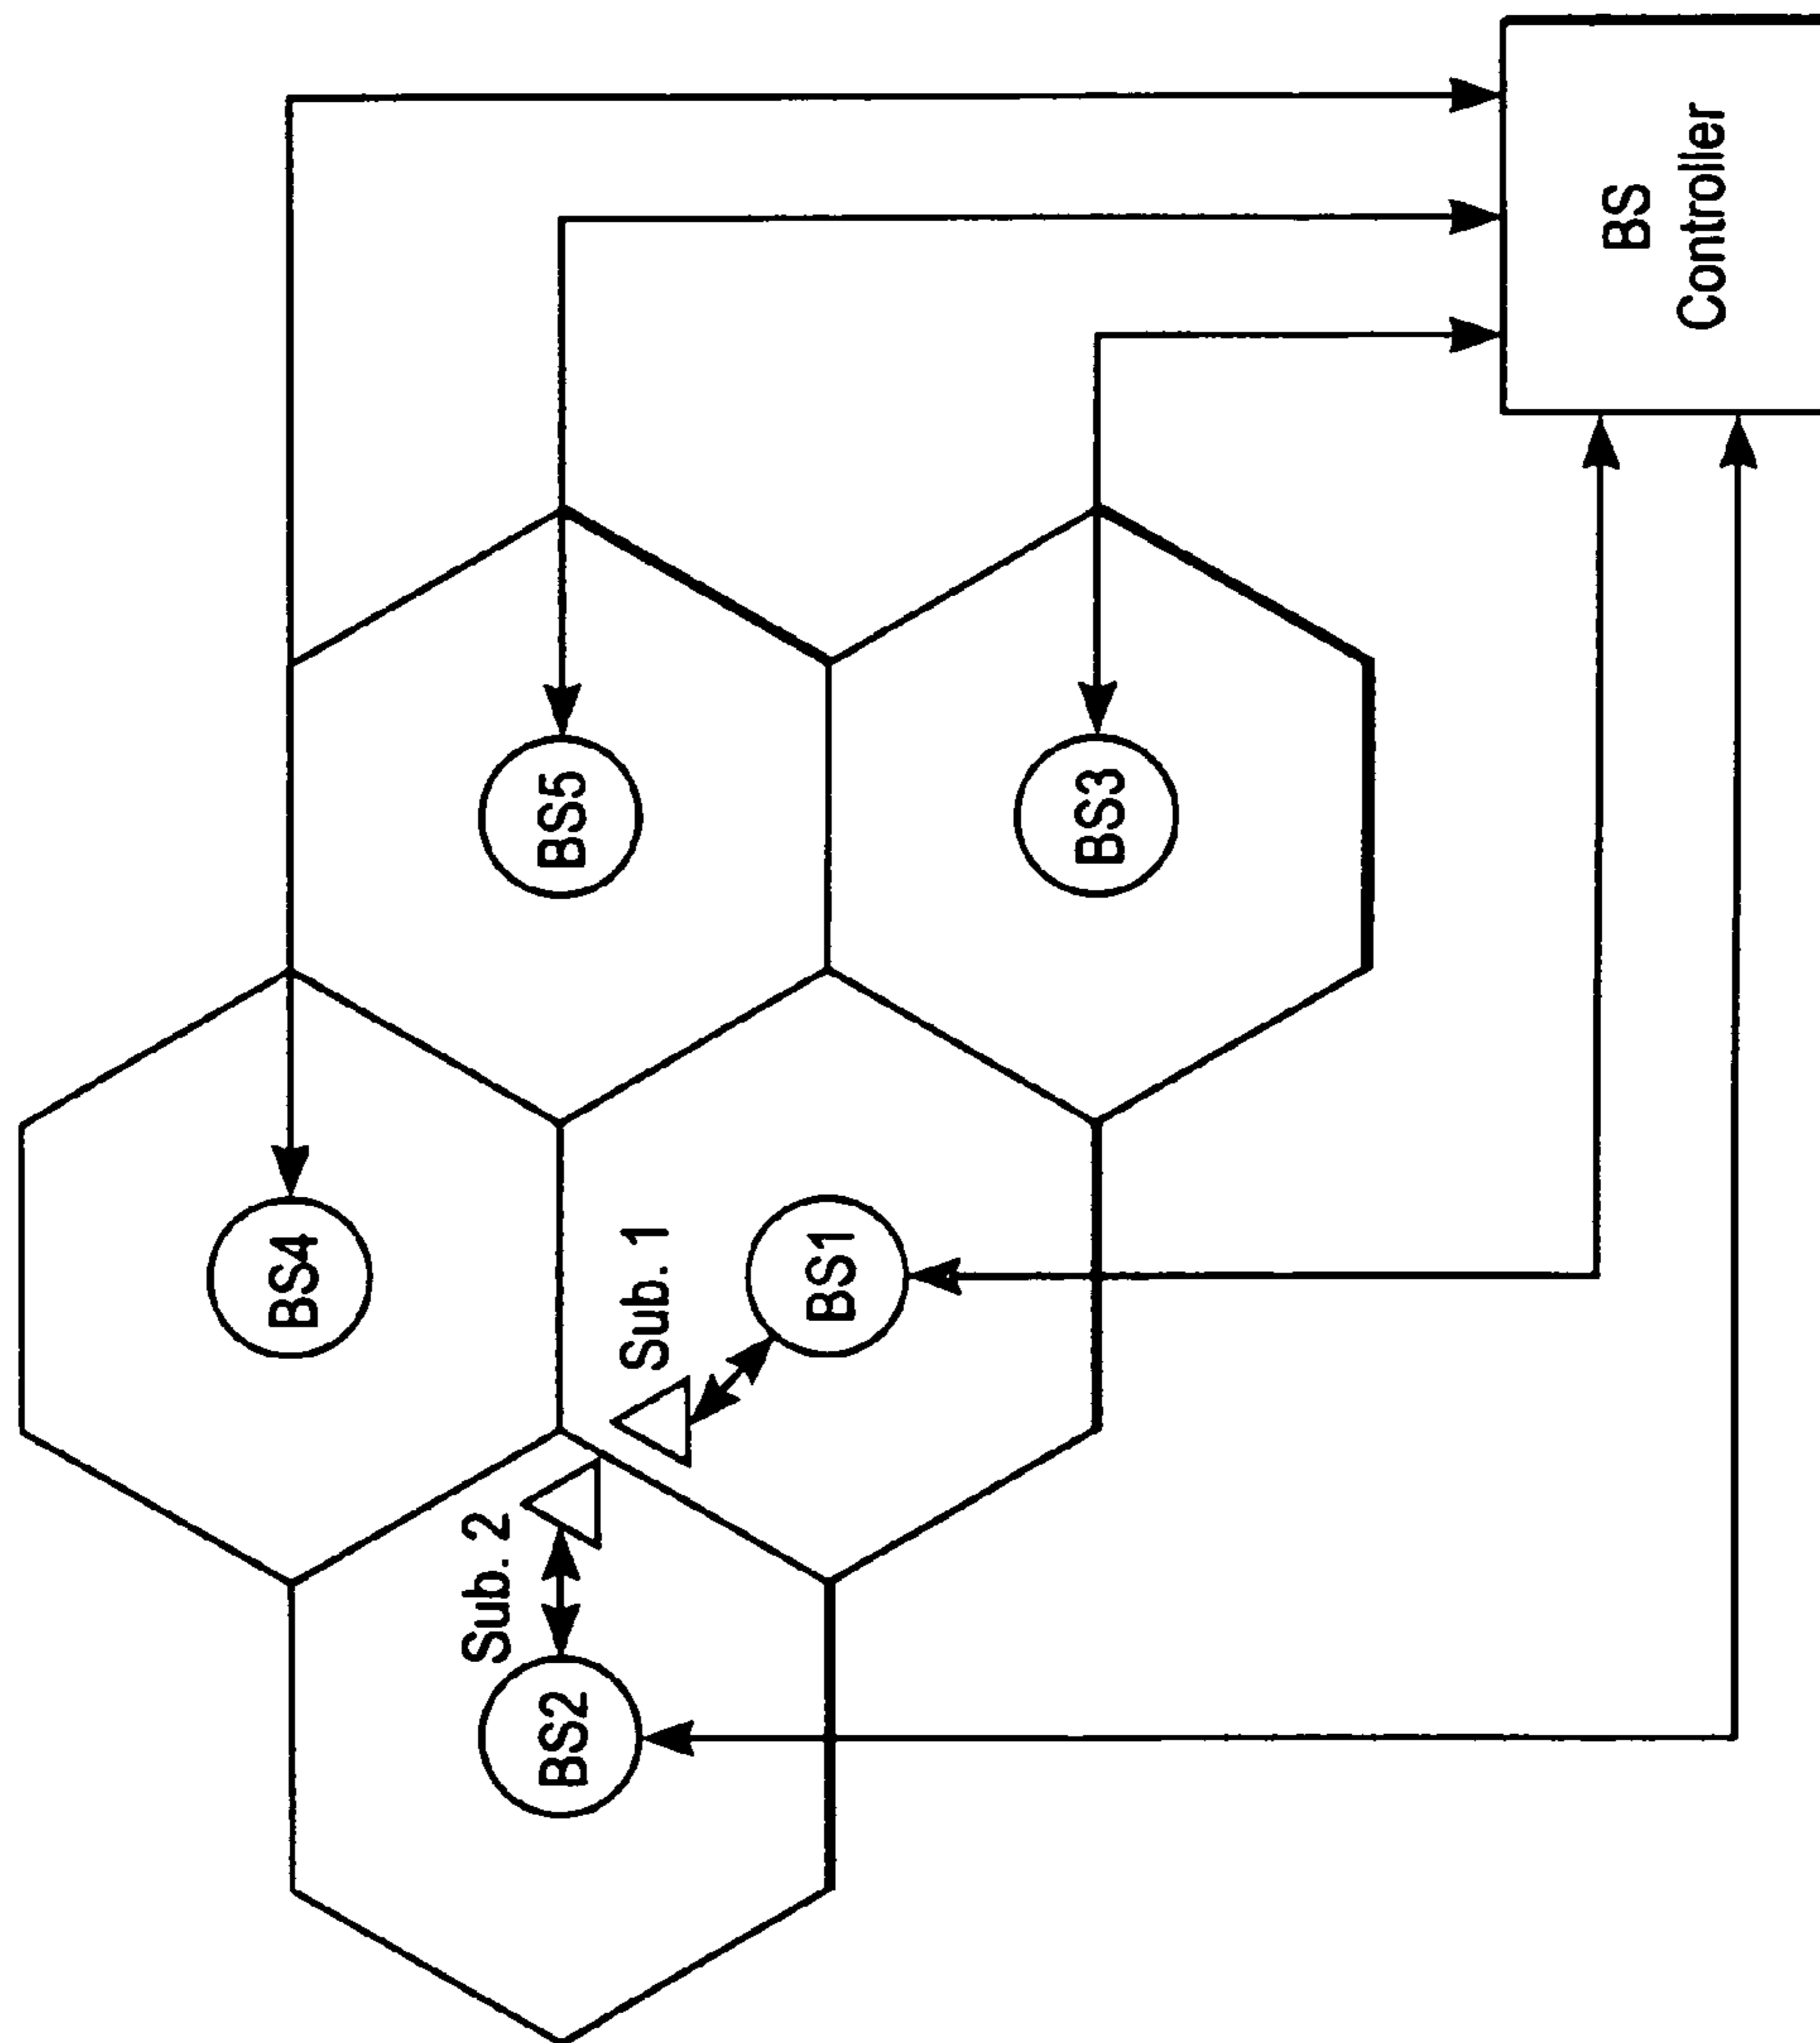 BS2
Sub. 2
BS4
Sub. 1
BS1
BS5
BS3
BS
Controller